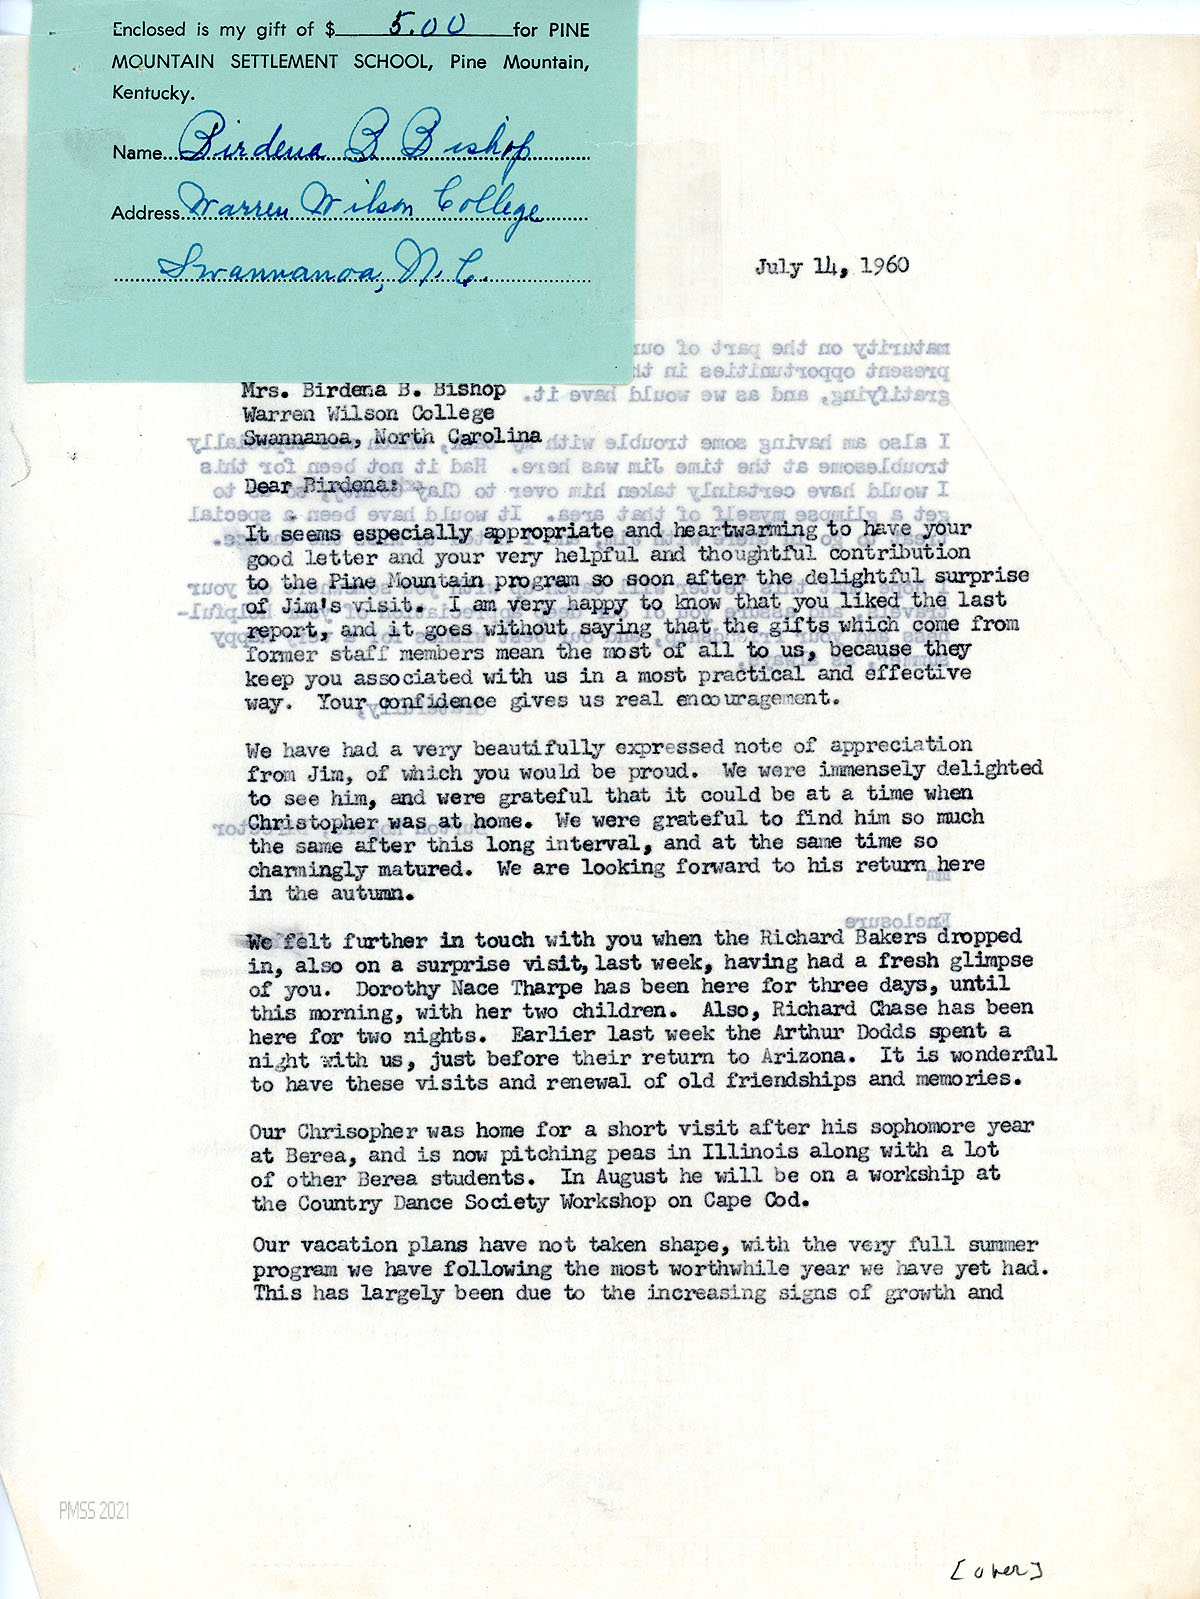 Enclosed is my gift of $ 5.00 for PINE
MOUNTAIN SETTLEMENT SCHOOL, Pine Mountain,
Kentucky.
Name Birdena B Bishop
Address Warren Wilson College
Swannanoa, N.C.
July 14, 1960
Mrs. Birdena B. Bishop
Warren Wilson College
Swannanoa, North Carolina
Dear Birdena:
It seems especially appropriate and heartwarming to have your
good letter and your very helpful and thoughtful contribution
to the Pine Mountain program so soon after the delightful surprise
of Jim's visit. I am very happy to know that you liked the last
report, and it goes without saying that the gifts which come from
former staff members mean the most of all to us, because they
keep you associated with us in a most practical and effective
way. Your confidence gives us real encouragement.
We have had a very beautifully expressed note of appreciation
from Jim, of which you would be proud. We were immensely delighted
to see him, and were grateful that it could be at a time when
Christopher was at home. We were grateful to find him so much
the same after this long interval, and at the same time so
charmingly matured. We are looking forward to his return here
in the autumn.
We felt further in touch with you when the Richard Bakers dropped
in, also on a surprise visit, last week, having had a fresh glimpse
of you. Dorothy Nace Tharpe has been here for three days, until
this morning, with her two children. Also, Richard Chase has been
here for two nights. Earlier last week the Arthur Dodds spent a
night with us, just before their return to Arizona. It is wonderful
to have these visits and renewal of old friendships and memories.
Our Chrisopher was home for a short visit after his sophomore year
at Berea, and is now pitching peas in Illinois along with a lot
of other Berea students. In August he will be on a workship at
the Country Dance Society Workshop on Cape Cod.
Our vacation plans have not taken shape, with the very full summer
program we have following the most worthwhile year we have yet had.
This has largely been due to the increasing signs of growth and
PMSS 2021
[over]